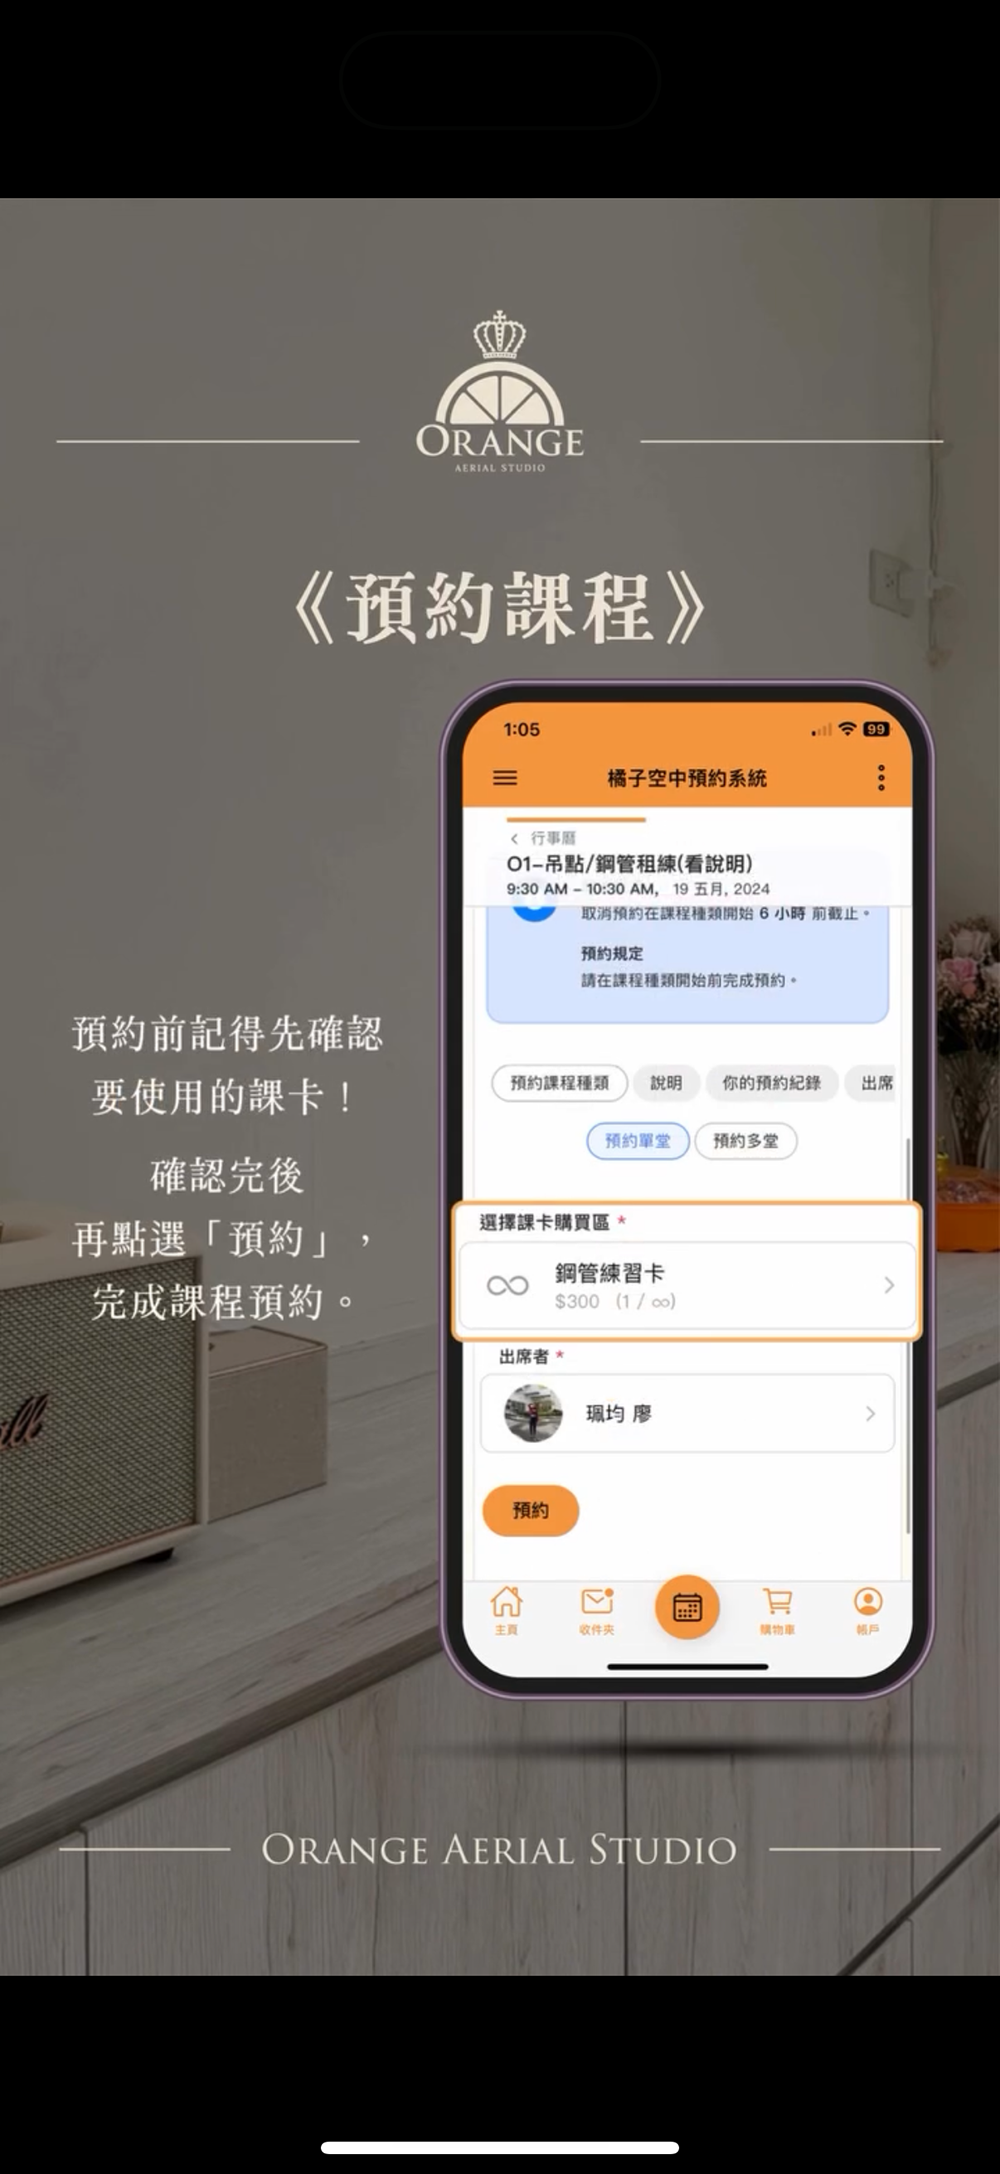 ORANGE
AERIAL STUDIO
《預約課程》
預約前記得先確認
要使用的課卡！
確認完後
再點選「預約」，
完成課程預約。
1:05
99
橘子空中預約系統
行事曆
01-吊點/鋼管租練(看說明)
9:30 AM – 10:30 AM, 19 五月, 2024
取消預約在課程種類開始 6 小時 前截止。
預約規定
請在課程種類開始前完成預約。
預約課程種類 說明 你的預約紀錄 出席
預約單堂 預約多堂
選擇課卡購買區 *
鋼管練習卡
$300 (1 / ∞)
出席者 *
珮均 廖
預約
主頁 收件夾 購物車 帳戶
ORANGE AERIAL STUDIO